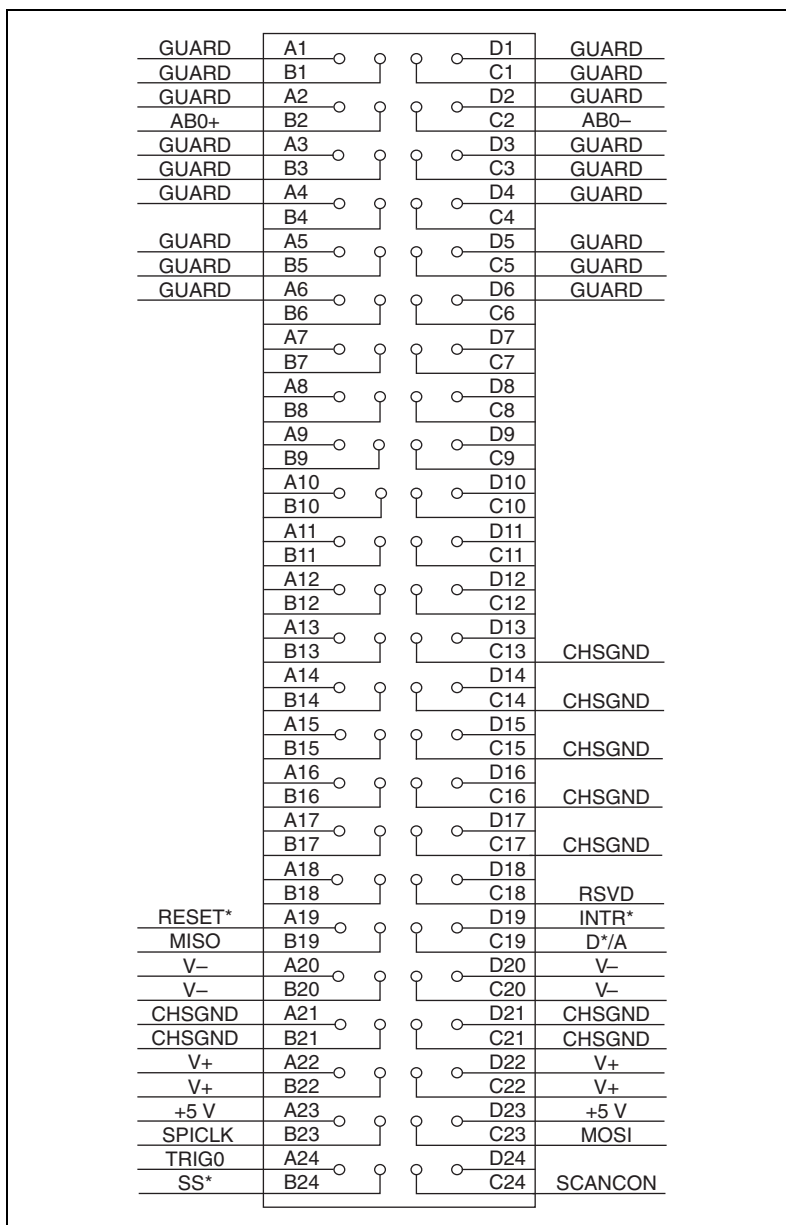 GUARD A1 D1 GUARD
GUARD B1 C1 GUARD
GUARD A2 D2 GUARD
AB0+ B2 C2 AB0–
GUARD A3 D3 GUARD
GUARD B3 C3 GUARD
GUARD A4 D4 GUARD
B4 C4
GUARD A5 D5 GUARD
GUARD B5 C5 GUARD
GUARD A6 D6 GUARD
B6 C6
A7 D7
B7 C7
A8 D8
B8 C8
A9 D9
B9 C9
A10 D10
B10 C10
A11 D11
B11 C11
A12 D12
B12 C12
A13 D13
B13 C13 CHSGND
A14 D14
B14 C14 CHSGND
A15 D15
B15 C15 CHSGND
A16 D16
B16 C16 CHSGND
A17 D17
B17 C17 CHSGND
A18 D18
B18 C18 RSVD
RESET* A19 D19 INTR*
MISO B19 C19 D*/A
V– A20 D20 V–
V– B20 C20 V–
CHSGND A21 D21 CHSGND
CHSGND B21 C21 CHSGND
V+ A22 D22 V+
V+ B22 C22 V+
+5 V A23 D23 +5 V
SPICLK B23 C23 MOSI
TRIG0 A24 D24
SS* B24 C24 SCANCON